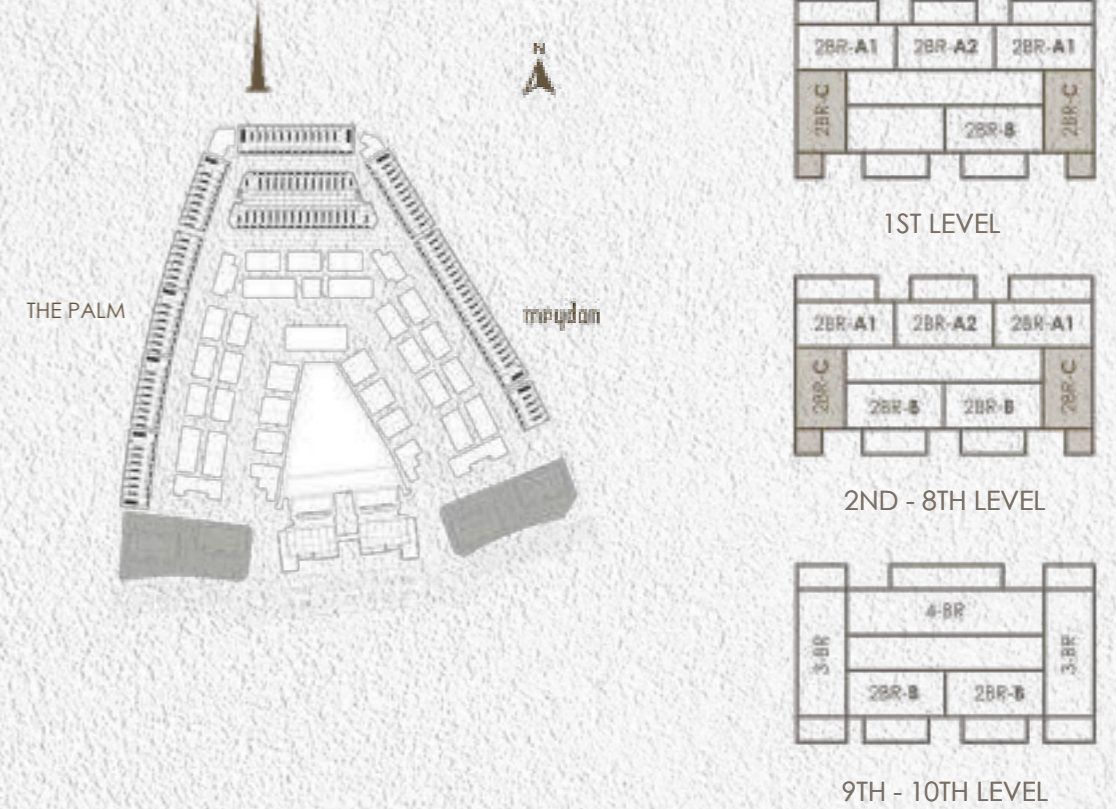 N
THE PALM
meydan
2BR-A1 2BR-A2 2BR-A1
2BR-C 2BR-C
2BR-B
1ST LEVEL
2BR-A1 2BR-A2 2BR-A1
2BR-C 2BR-C
2BR-B 2BR-B
2ND - 8TH LEVEL
4-BR
3-BR 3-BR
2BR-B 2BR-B
9TH - 10TH LEVEL